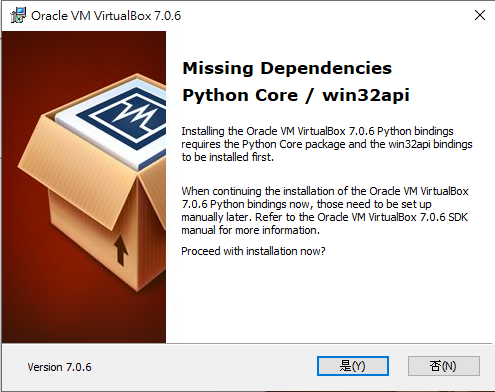 Oracle VM VirtualBox 7.0.6
Missing Dependencies
Python Core / win32api
Installing the Oracle VM VirtualBox 7.0.6 Python bindings
requires the Python Core package and the win32api bindings
to be installed first.
When continuing the installation of the Oracle VM VirtualBox
7.0.6 Python bindings now, those need to be set up
manually later. Refer to the Oracle VM VirtualBox 7.0.6 SDK
manual for more information.
Proceed with installation now?
Version 7.0.6
是(Y)
否(N)